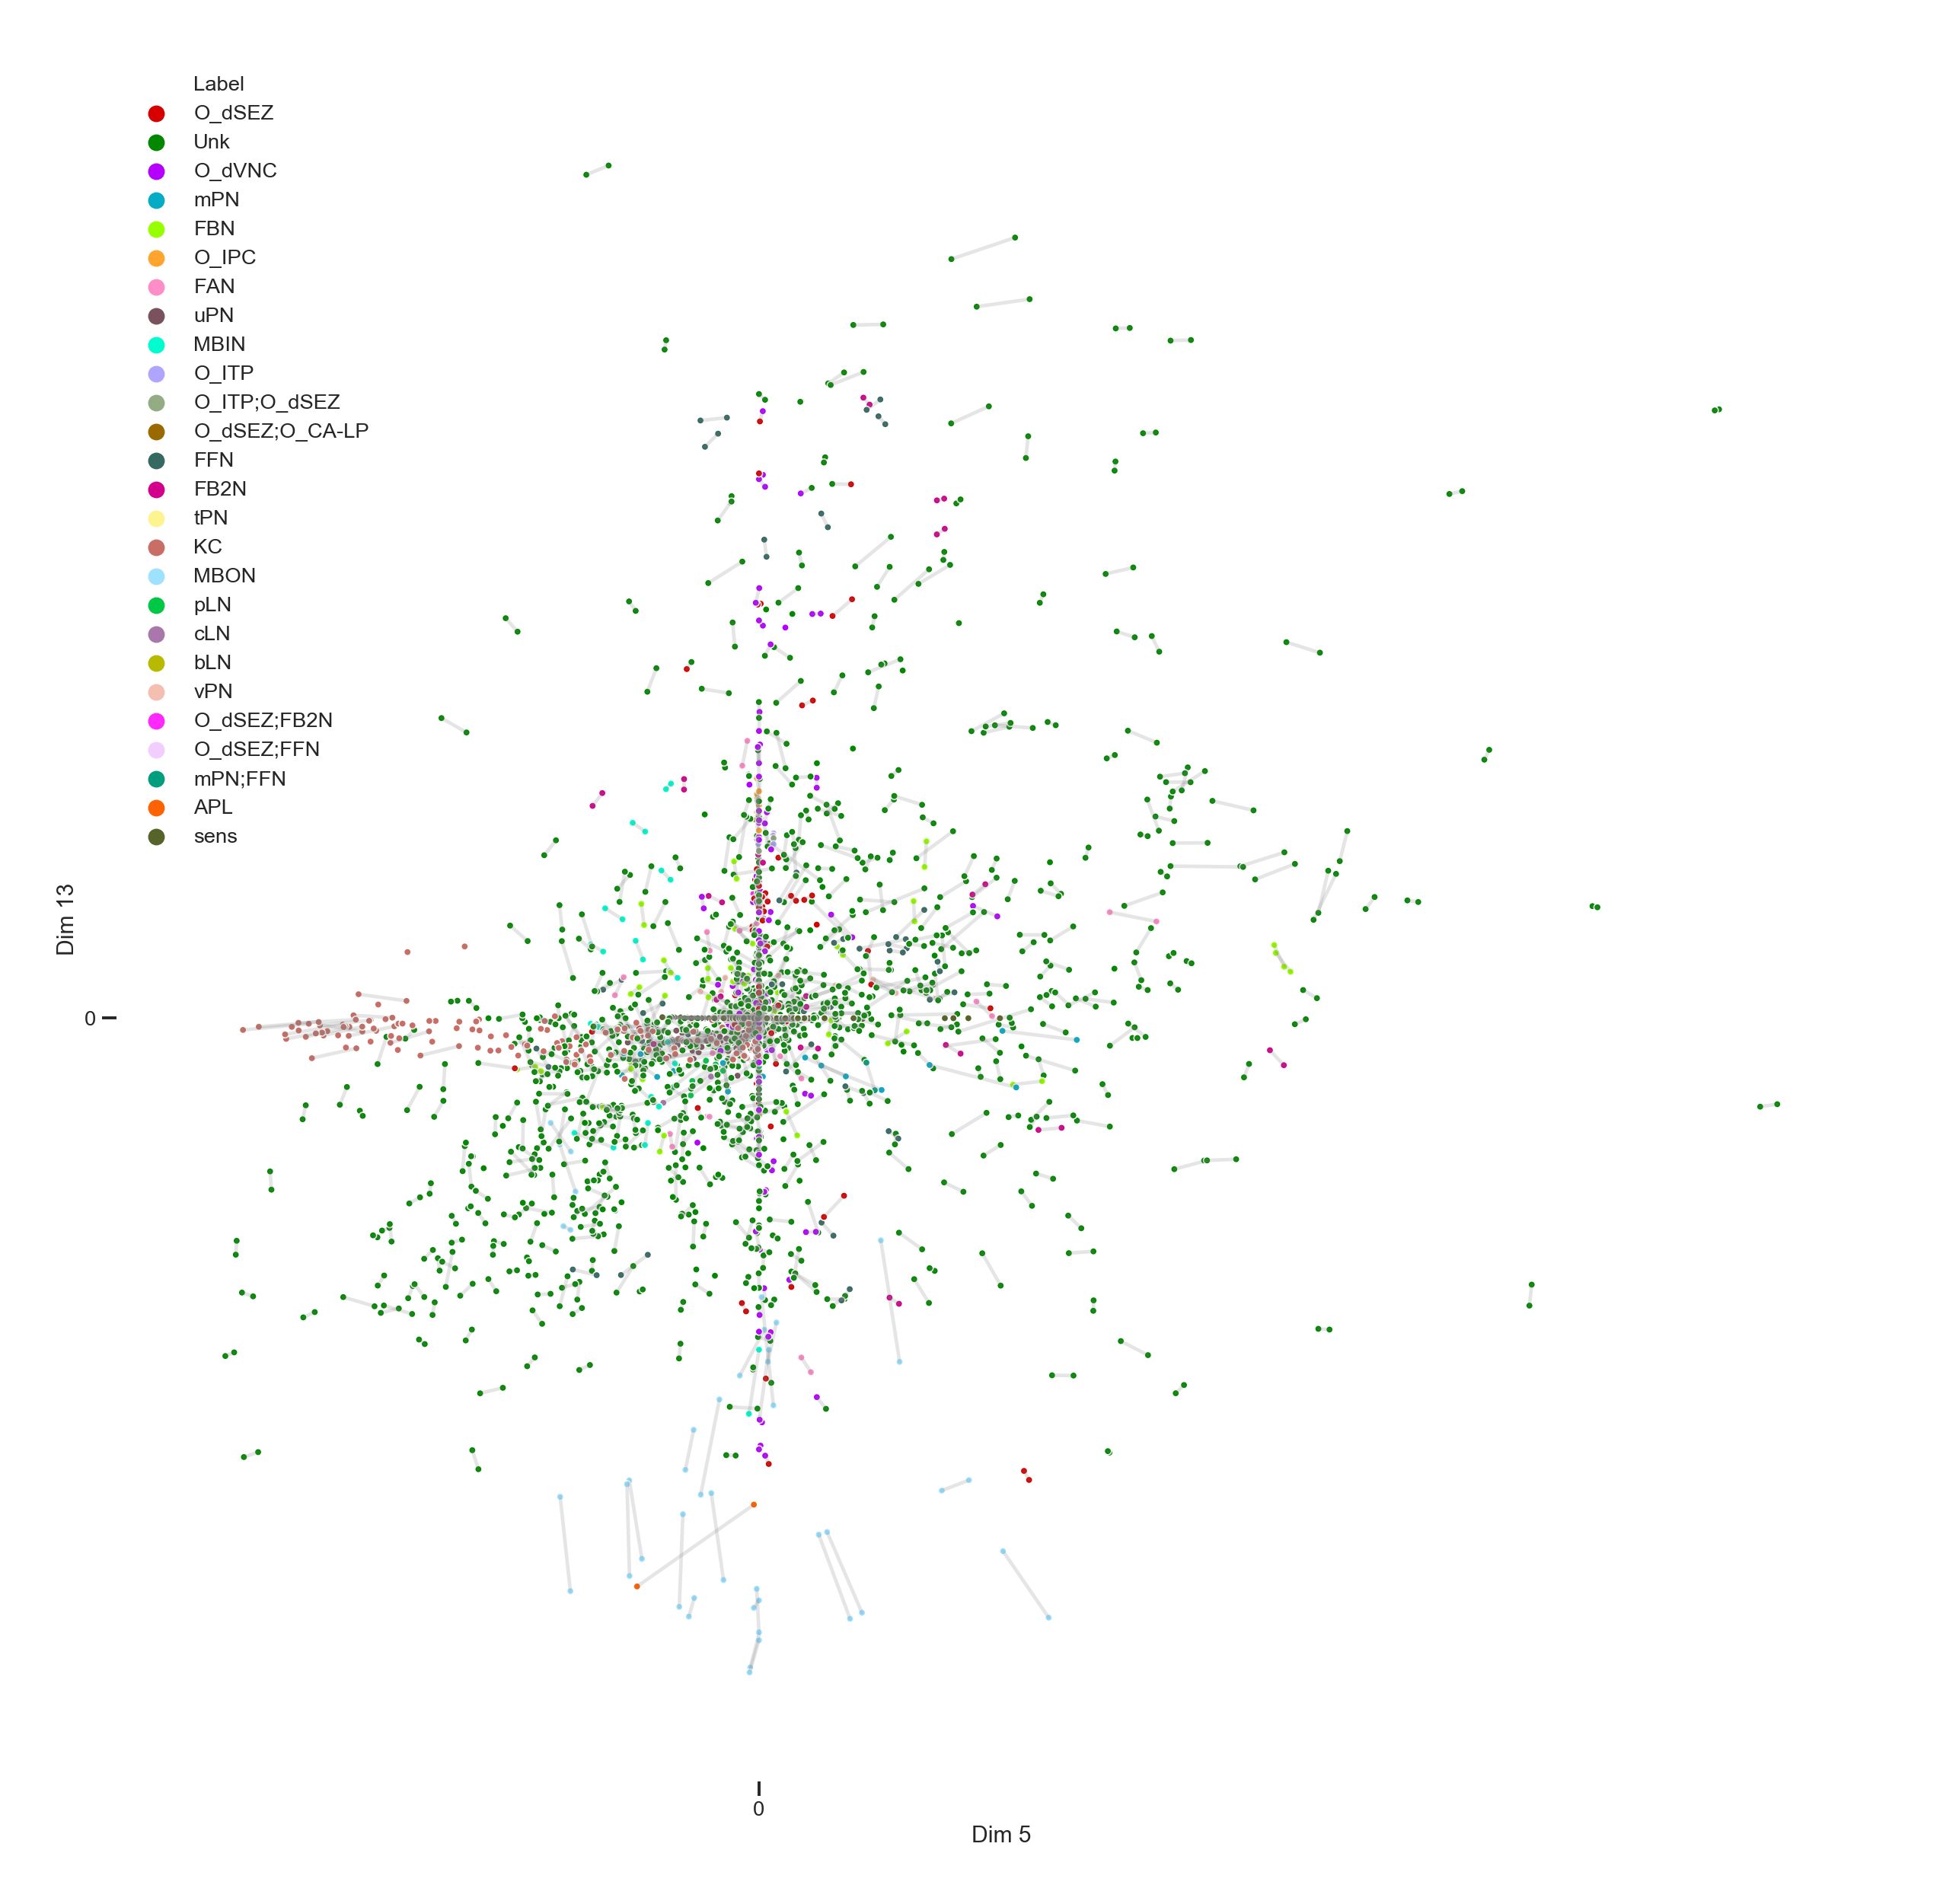 Label
O_dSEZ
Unk
O_dVNC
mPN
FBN
O_IPC
FAN
uPN
MBIN
O_ITP
O_ITP;O_dSEZ
O_dSEZ;O_CA-LP
FFN
FB2N
tPN
KC
MBON
pLN
cLN
bLN
vPN
O_dSEZ;FB2N
O_dSEZ;FFN
mPN;FFN
APL
sens
Dim 13
0
0
Dim 5